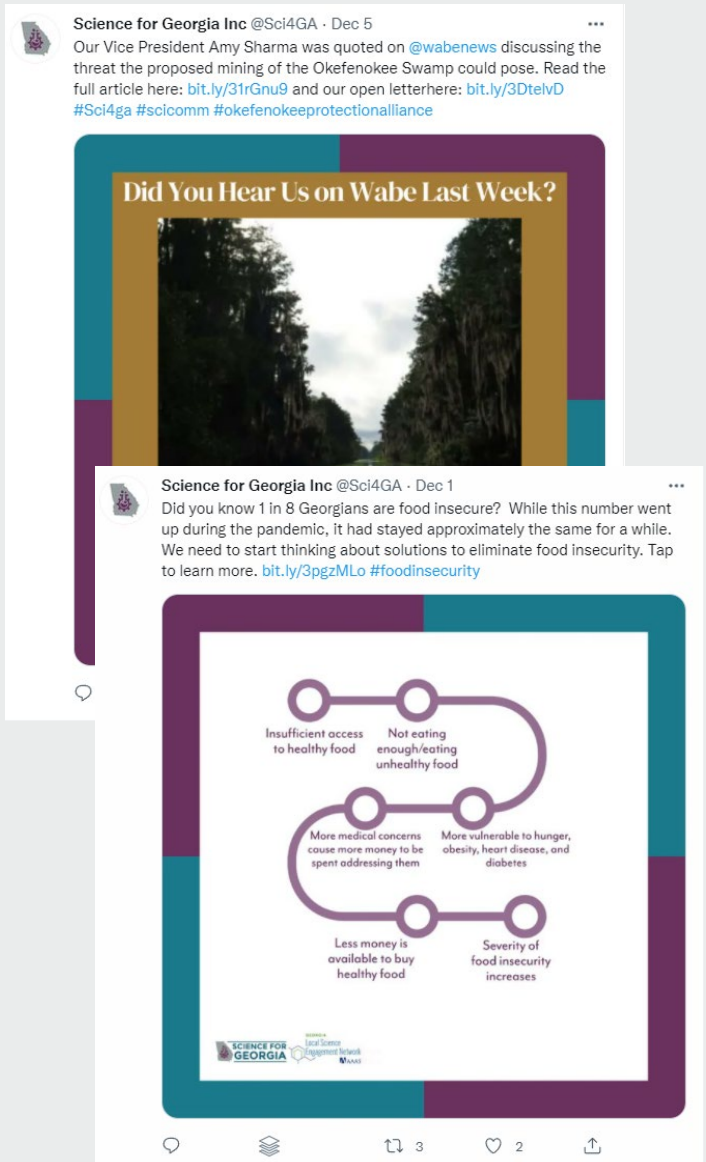 Science for Georgia Inc @Sci4GA · Dec 5
Our Vice President Amy Sharma was quoted on @wabenews discussing the
threat the proposed mining of the Okefenokee Swamp could pose. Read the
full article here: bit.ly/31rGnu9 and our open letterhere: bit.ly/3DtelvD
#Sci4ga #scicomm #okefenokeeprotectionalliance
Did You Hear Us on Wabe Last Week?
Science for Georgia Inc @Sci4GA · Dec 1
Did you know 1 in 8 Georgians are food insecure? While this number went
up during the pandemic, it had stayed approximately the same for a while.
We need to start thinking about solutions to eliminate food insecurity. Tap
to learn more. bit.ly/3pgzMLo #foodinsecurity
Insufficient access
to healthy food
Not eating
enough/eating
unhealthy food
More medical concerns
cause more money to be
spent addressing them
More vulnerable to hunger,
obesity, heart disease, and
diabetes
Less money is
available to buy
healthy food
Severity of
food insecurity
increases
SCIENCE FOR
GEORGIA
Local Science
Engagement Network
AAAS
3
2